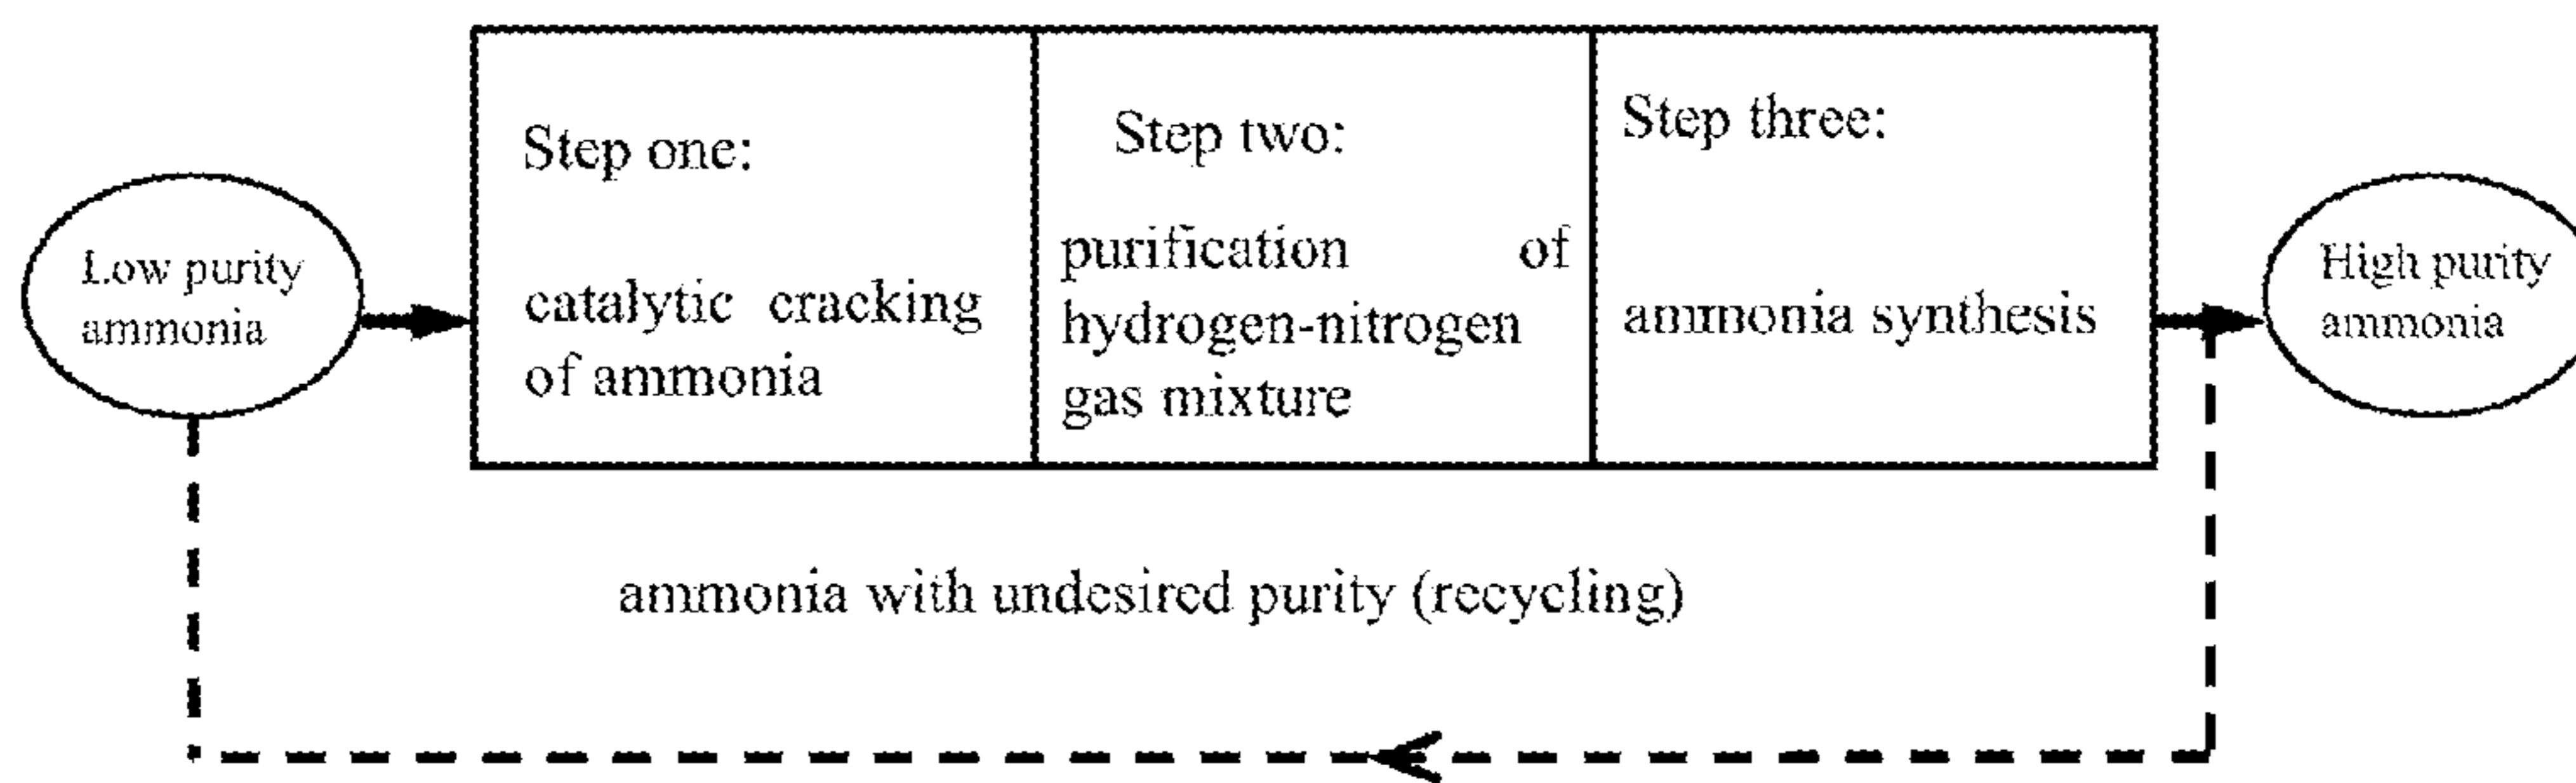 Low purity
ammonia
Step one:
catalytic cracking
of ammonia
Step two:
purification of
hydrogen-nitrogen
gas mixture
Step three:
ammonia synthesis
High purity
ammonia
ammonia with undesired purity (recycling)